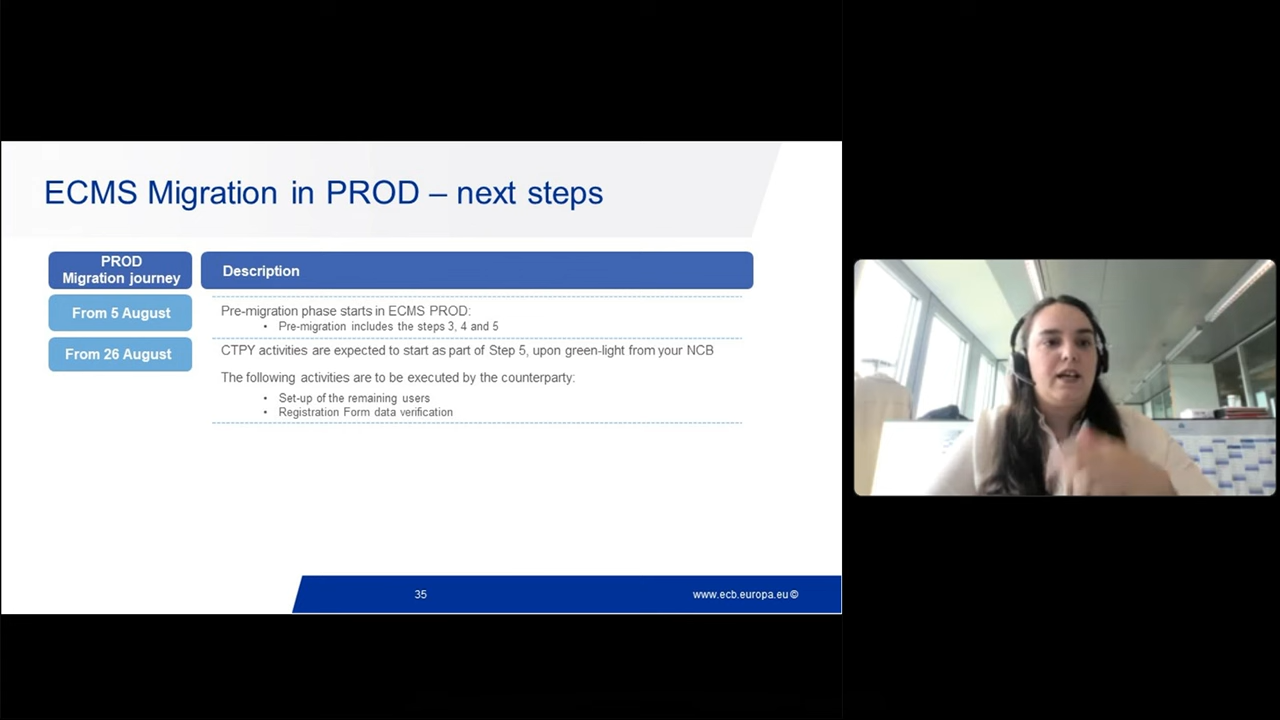 ECMS Migration in PROD – next steps
PROD
Migration journey
Description
From 5 August
Pre-migration phase starts in ECMS PROD:
• Pre-migration includes the steps 3, 4 and 5
From 26 August
CTPY activities are expected to start as part of Step 5, upon green-light from your NCB
The following activities are to be executed by the counterparty:
• Set-up of the remaining users
• Registration Form data verification
35
www.ecb.europa.eu ©